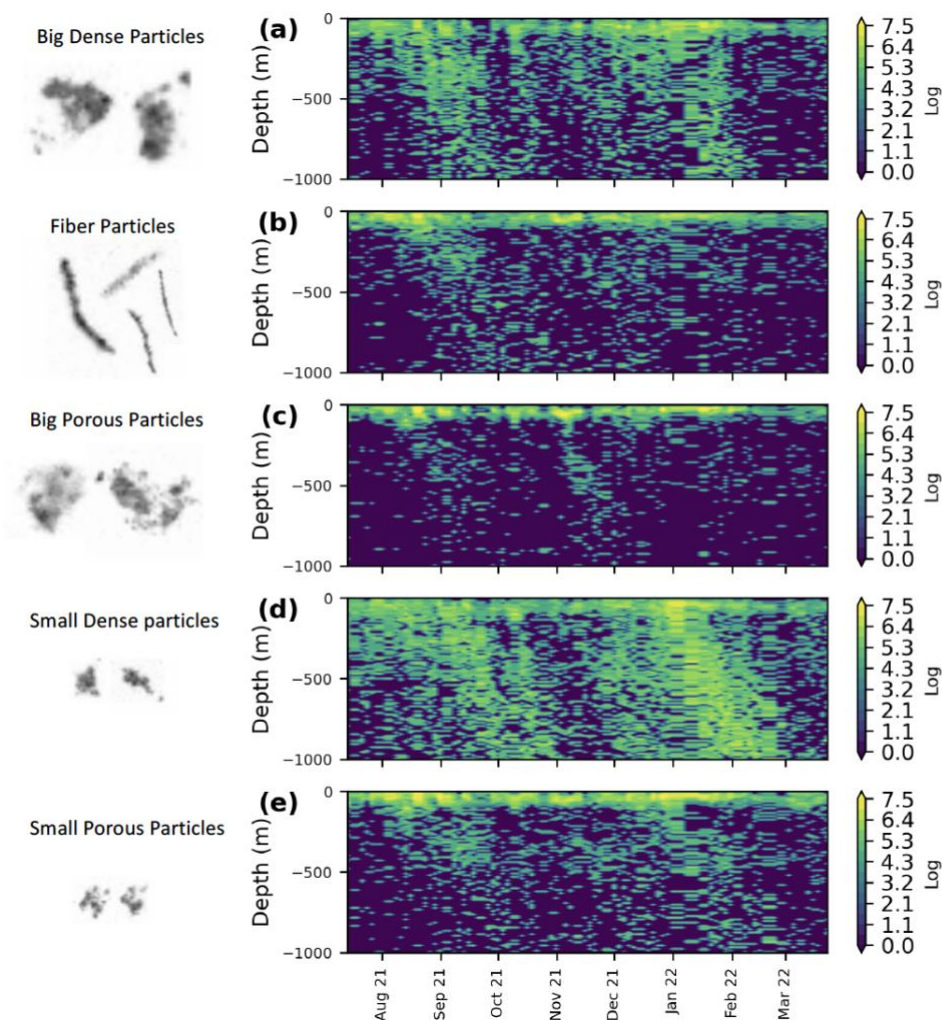 Big Dense Particles
(a)
Depth (m)
0
−500
−1000
7.5
6.4
5.3
4.3
3.2
2.1
1.1
0.0
Log
Fiber Particles
(b)
Depth (m)
0
−500
−1000
7.5
6.4
5.3
4.3
3.2
2.1
1.1
0.0
Log
Big Porous Particles
(c)
Depth (m)
0
−500
−1000
7.5
6.4
5.3
4.3
3.2
2.1
1.1
0.0
Log
Small Dense particles
(d)
Depth (m)
0
−500
−1000
7.5
6.4
5.3
4.3
3.2
2.1
1.1
0.0
Log
Small Porous Particles
(e)
Depth (m)
0
−500
−1000
7.5
6.4
5.3
4.3
3.2
2.1
1.1
0.0
Log
Aug 21
Sep 21
Oct 21
Nov 21
Dec 21
Jan 22
Feb 22
Mar 22